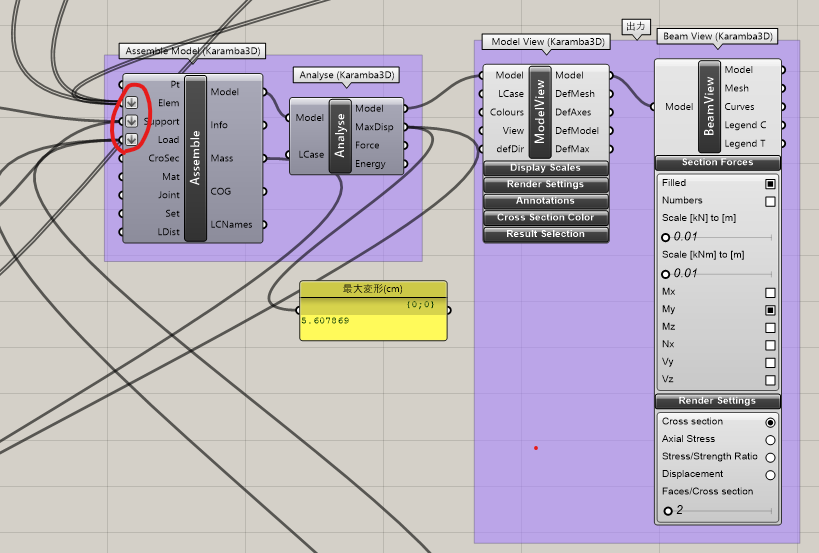 出力
Assemble Model (Karamba3D)
Pt
Elem
Support
Load
CroSec
Mat
Joint
Set
LDist
Assemble
Model
Info
Mass
COG
LCNames
Analyse (Karamba3D)
Model
LCase
Analyse
Model
MaxDisp
Force
Energy
最大変形(cm)
{0;0}
5.607869
Model View (Karamba3D)
Model
LCase
Colours
View
defDir
ModelView
Model
DefMesh
DefAxes
DefModel
DefMax
Display Scales
Render Settings
Annotations
Cross Section Color
Result Selection
Beam View (Karamba3D)
Model
BeamView
Model
Mesh
Curves
Legend C
Legend T
Section Forces
Filled
Numbers
Scale [kN] to [m]
0.01
Scale [kNm] to [m]
0.01
Mx
My
Mz
Nx
Vy
Vz
Render Settings
Cross section
Axial Stress
Stress/Strength Ratio
Displacement
Faces/Cross section
2